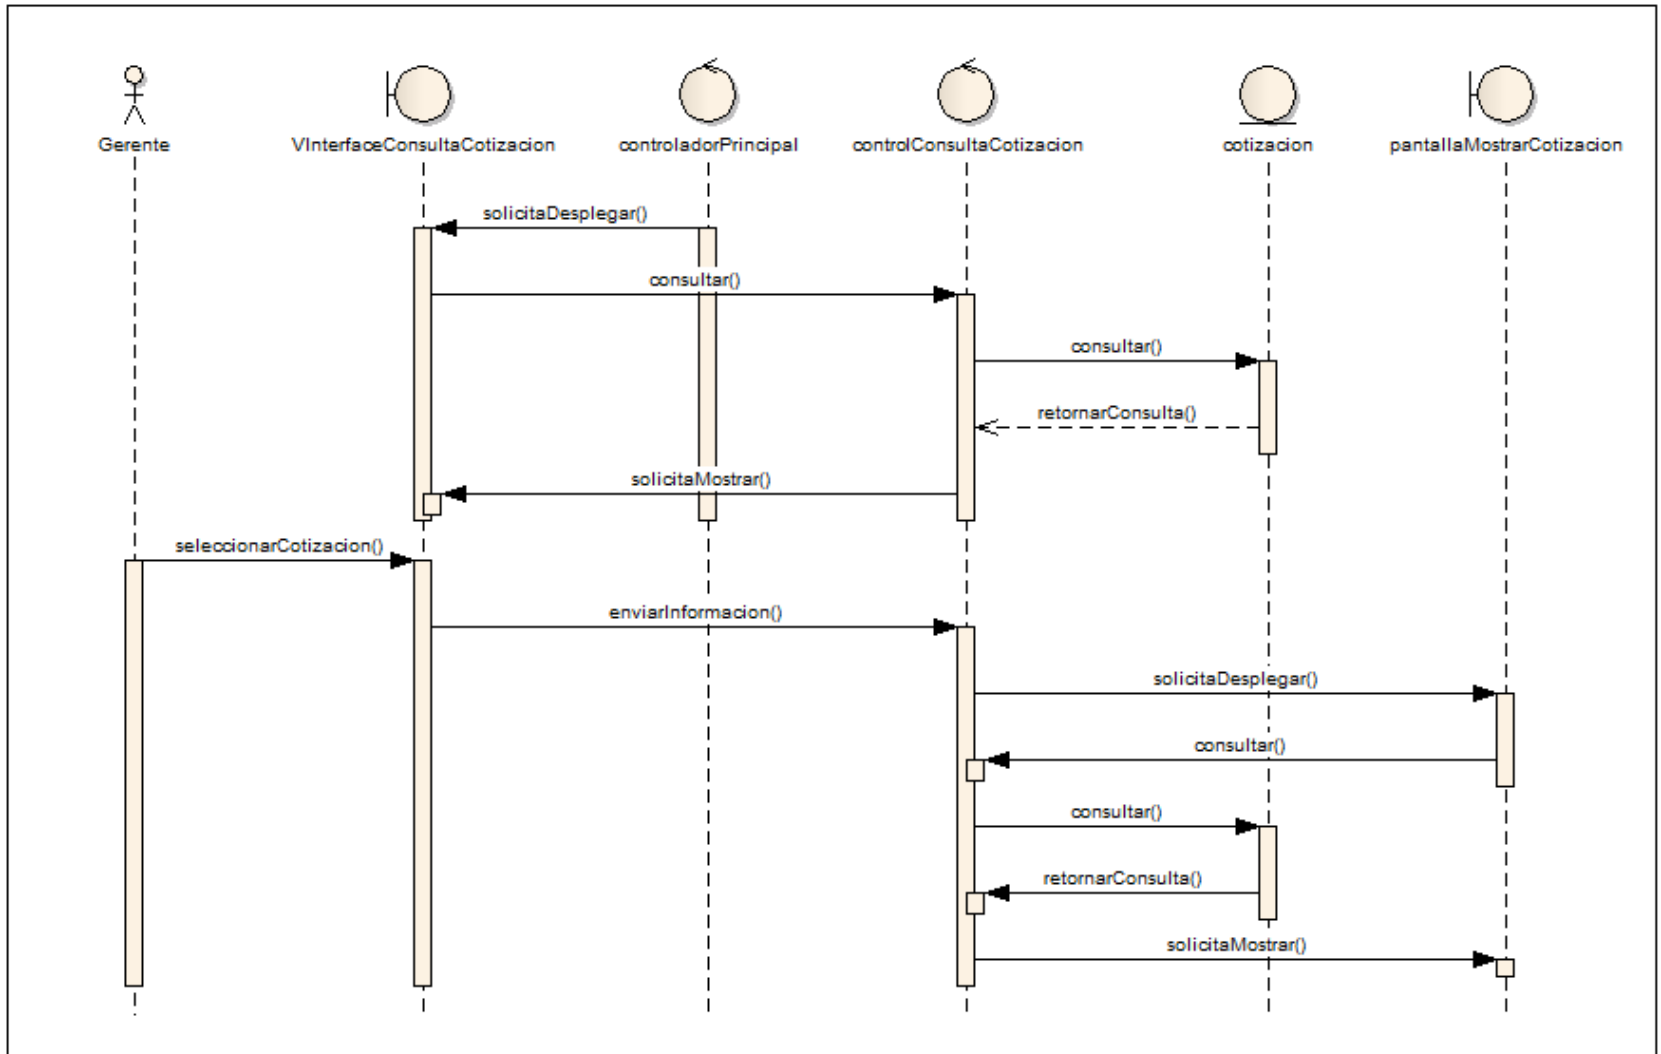 Gerente
VInterfaceConsultaCotizacion
controladorPrincipal
controlConsultaCotizacion
cotizacion
pantallaMostrarCotizacion
solicitaDesplegar()
consultar()
consultar()
retornarConsulta()
solicitaMostrar()
seleccionarCotizacion()
enviarInformacion()
solicitaDesplegar()
consultar()
consultar()
retornarConsulta()
solicitaMostrar()